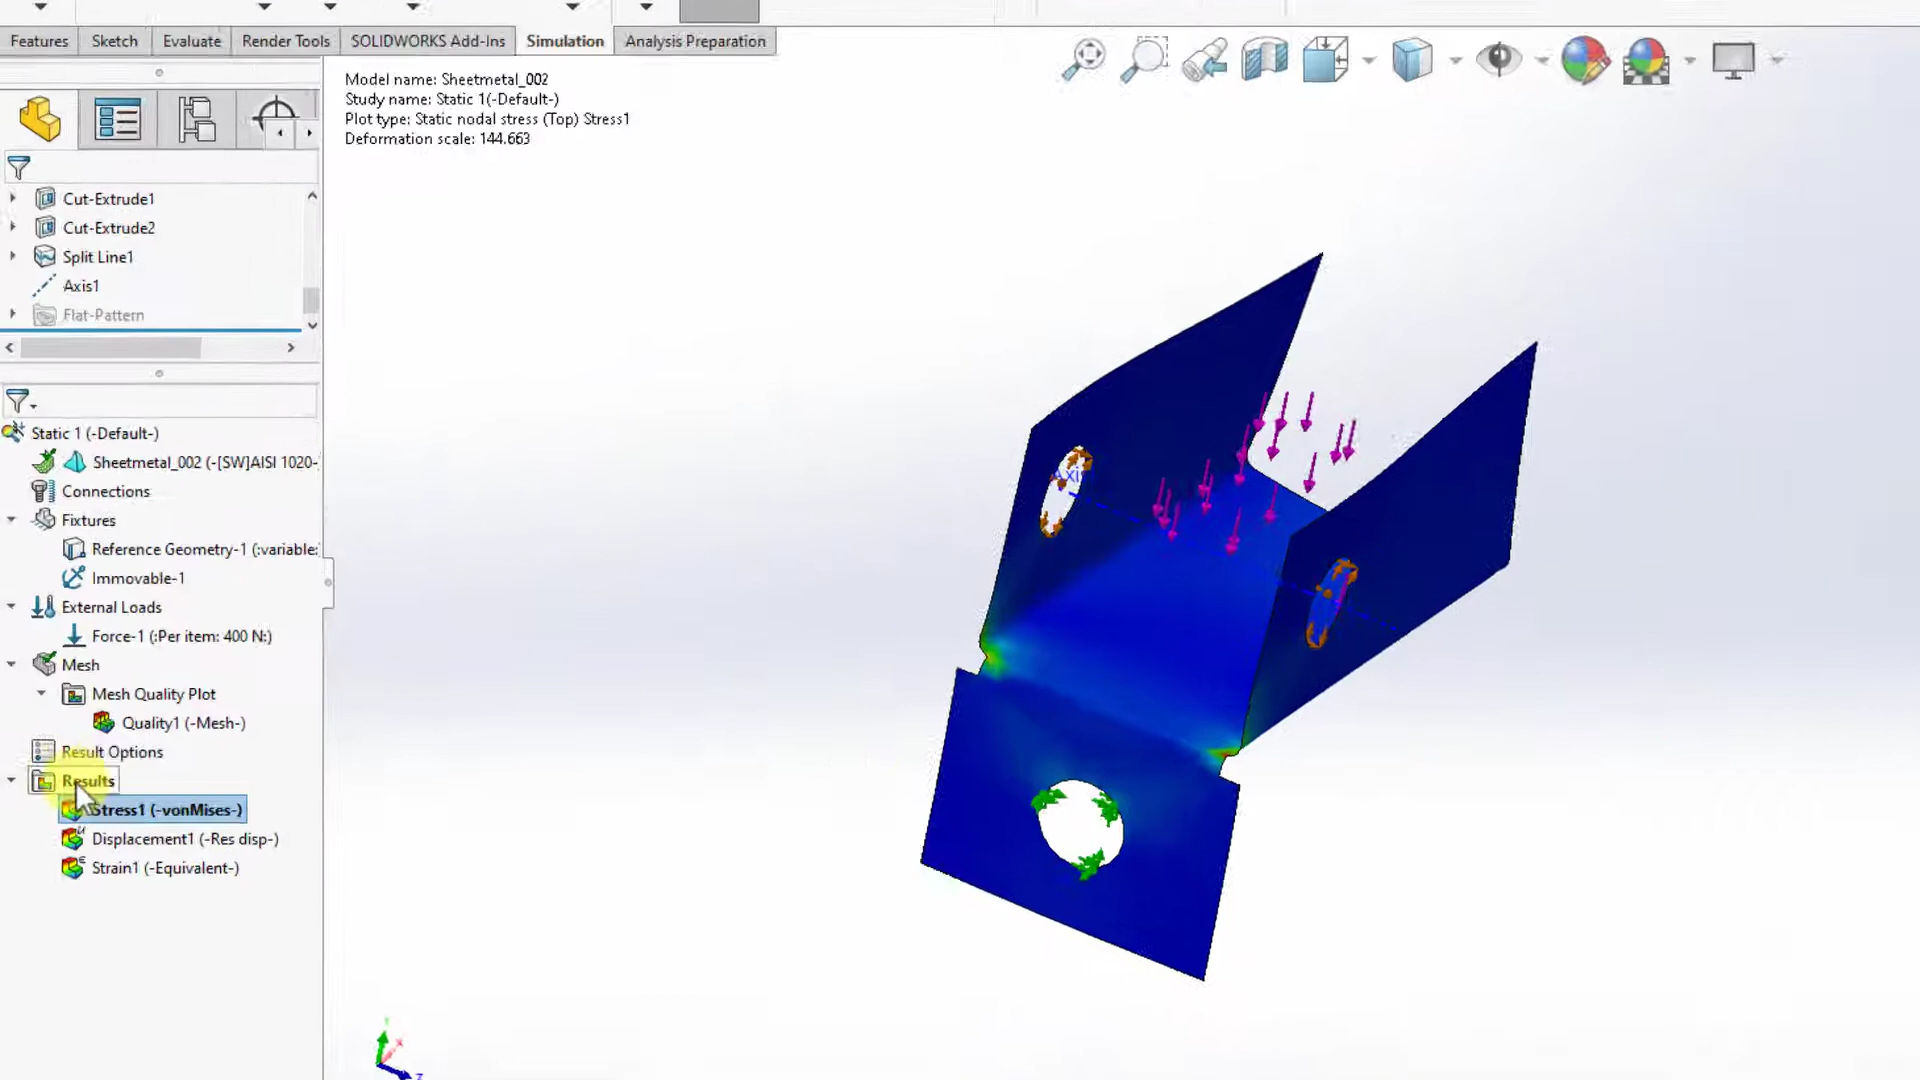 Features Sketch Evaluate Render Tools SOLIDWORKS Add-Ins Simulation Analysis Preparation
Model name: Sheetmetal_002
Study name: Static 1(-Default-)
Plot type: Static nodal stress (Top) Stress1
Deformation scale: 144.663
Cut-Extrude1
Cut-Extrude2
Split Line1
Axis1
Flat-Pattern
Static 1 (-Default-)
Sheetmetal_002 (-[SW]AISI 1020-
Connections
Fixtures
Reference Geometry-1 (:variable:
Immovable-1
External Loads
Force-1 (:Per item: 400 N:)
Mesh
Mesh Quality Plot
Quality1 (-Mesh-)
Result Options
Results
Stress1 (-vonMises-)
Displacement1 (-Res disp-)
Strain1 (-Equivalent-)